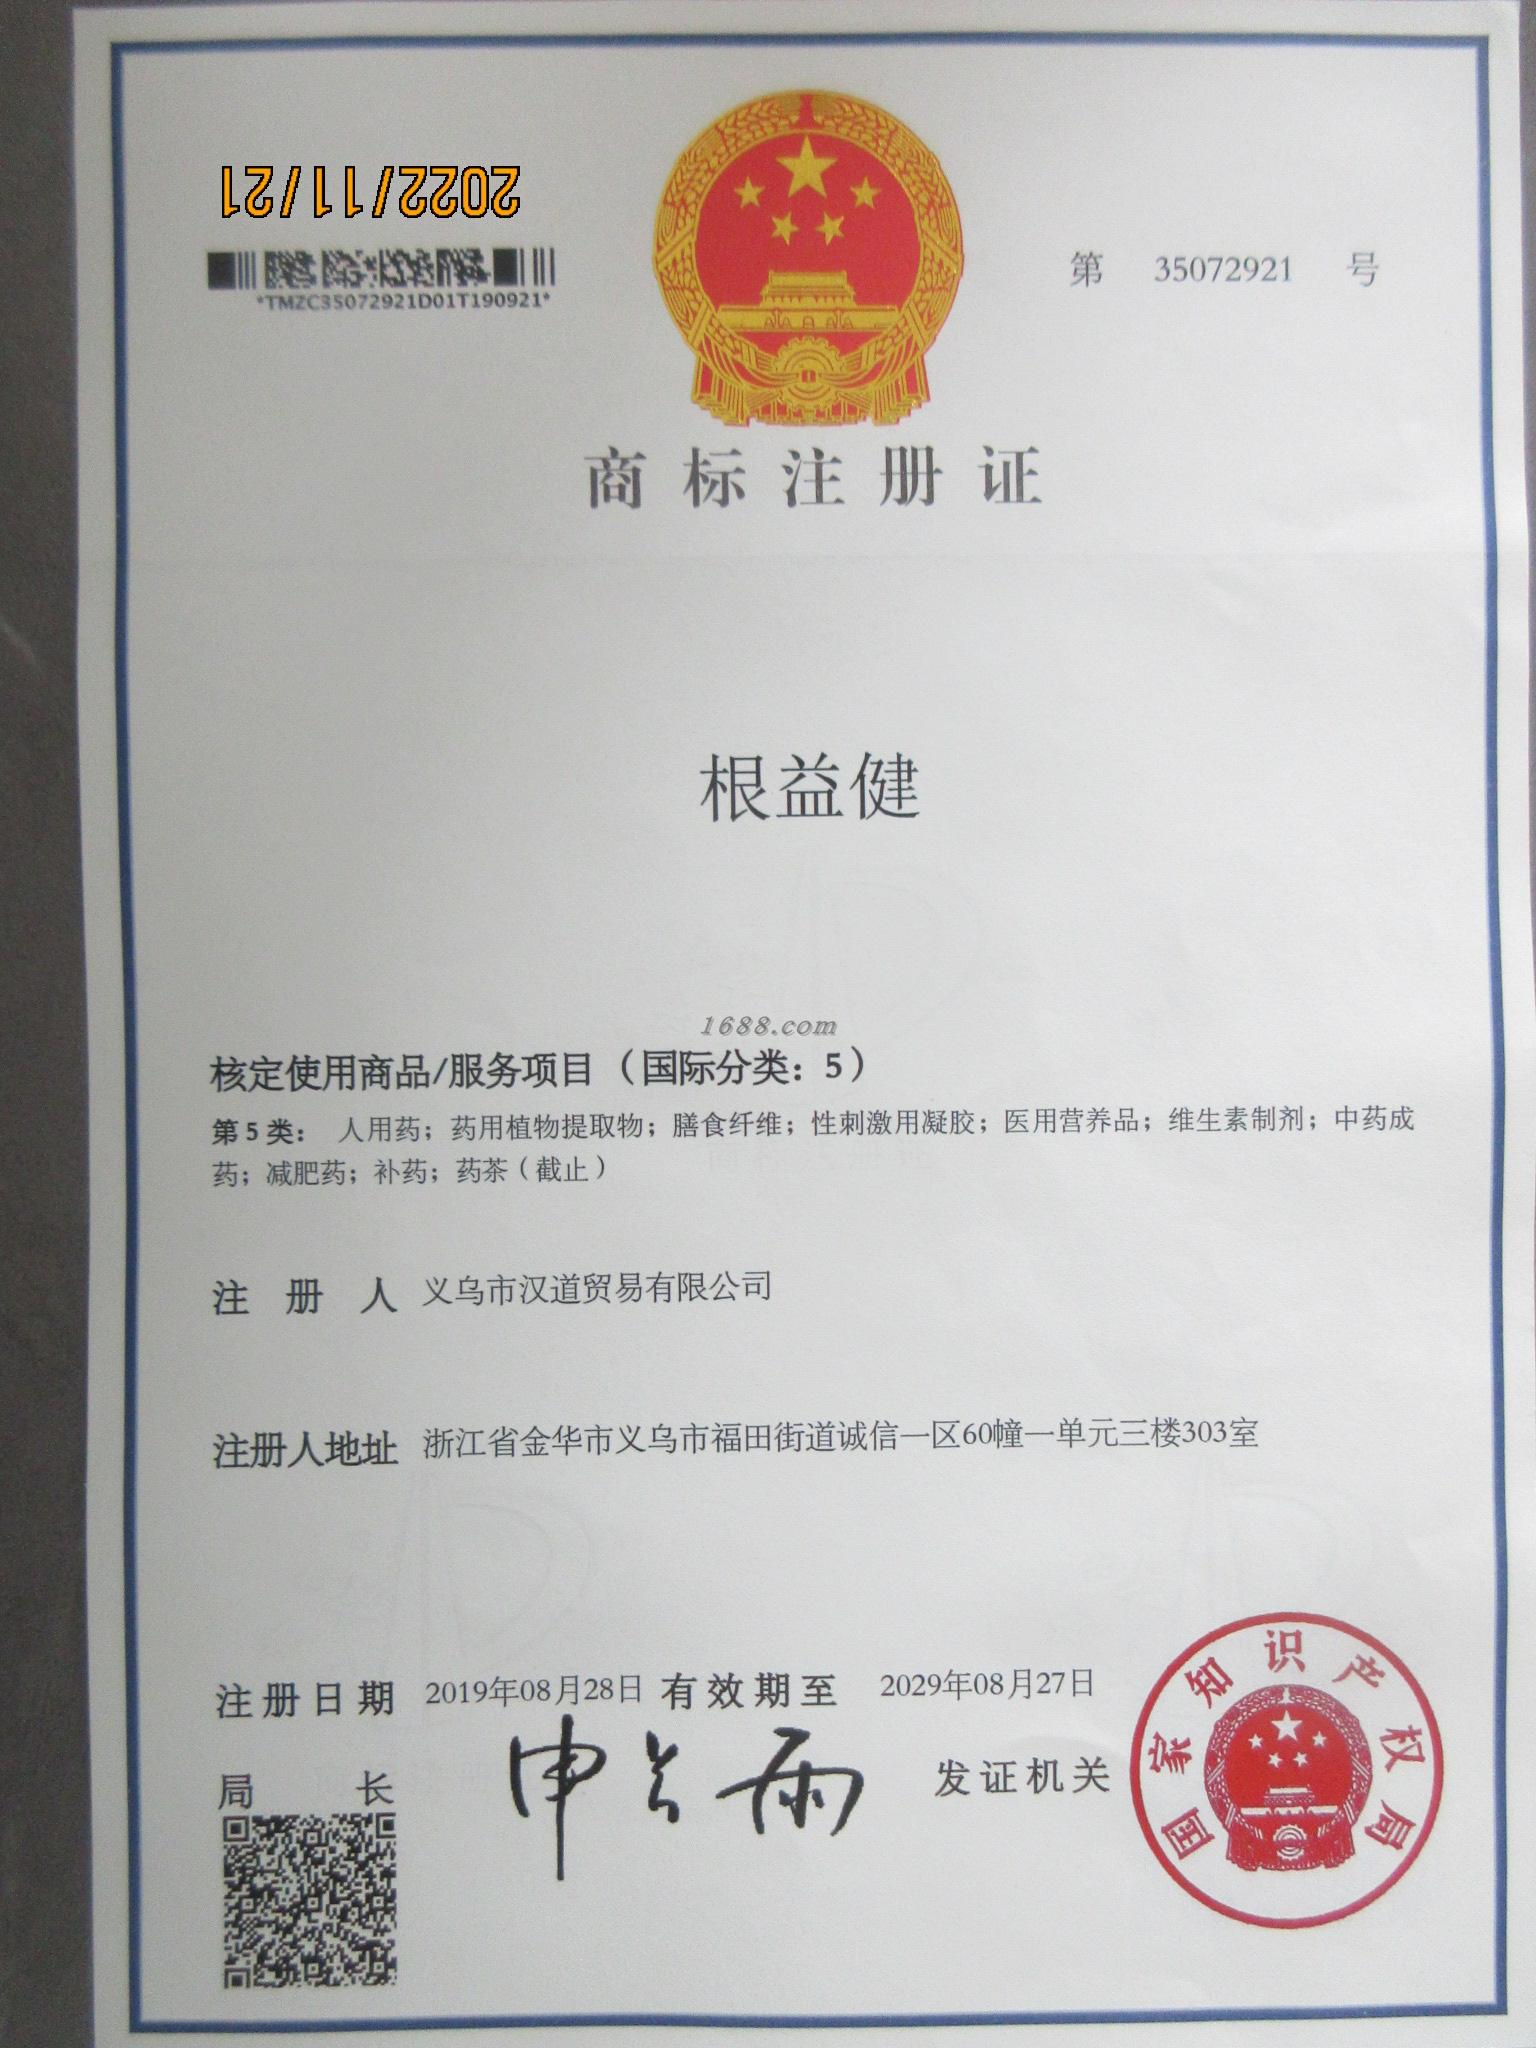 2022/11/21
*TMZC35072921D01T190921*
第 35072921 号
商标注册证
根益健
1688.com
核定使用商品/服务项目（国际分类：5）
第5类： 人用药；药用植物提取物；膳食纤维；性刺激用凝胶；医用营养品；维生素制剂；中药成
药；减肥药；补药；药茶（截止）
注册人 义乌市汉道贸易有限公司
注册人地址 浙江省金华市义乌市福田街道诚信一区60幢一单元三楼303室
注册日期 2019年08月28日 有效期至 2029年08月27日
局长 申长雨 发证机关
国家知识产权局